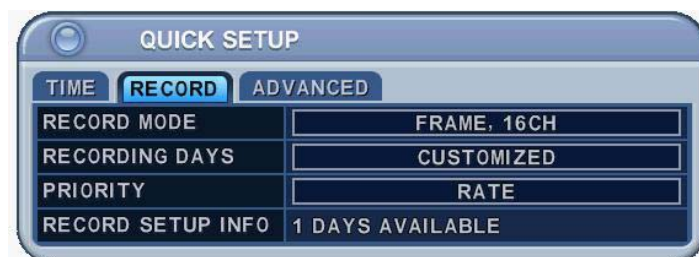 QUICK SETUP
TIME RECORD ADVANCED
RECORD MODE FRAME, 16CH
RECORDING DAYS CUSTOMIZED
PRIORITY RATE
RECORD SETUP INFO 1 DAYS AVAILABLE